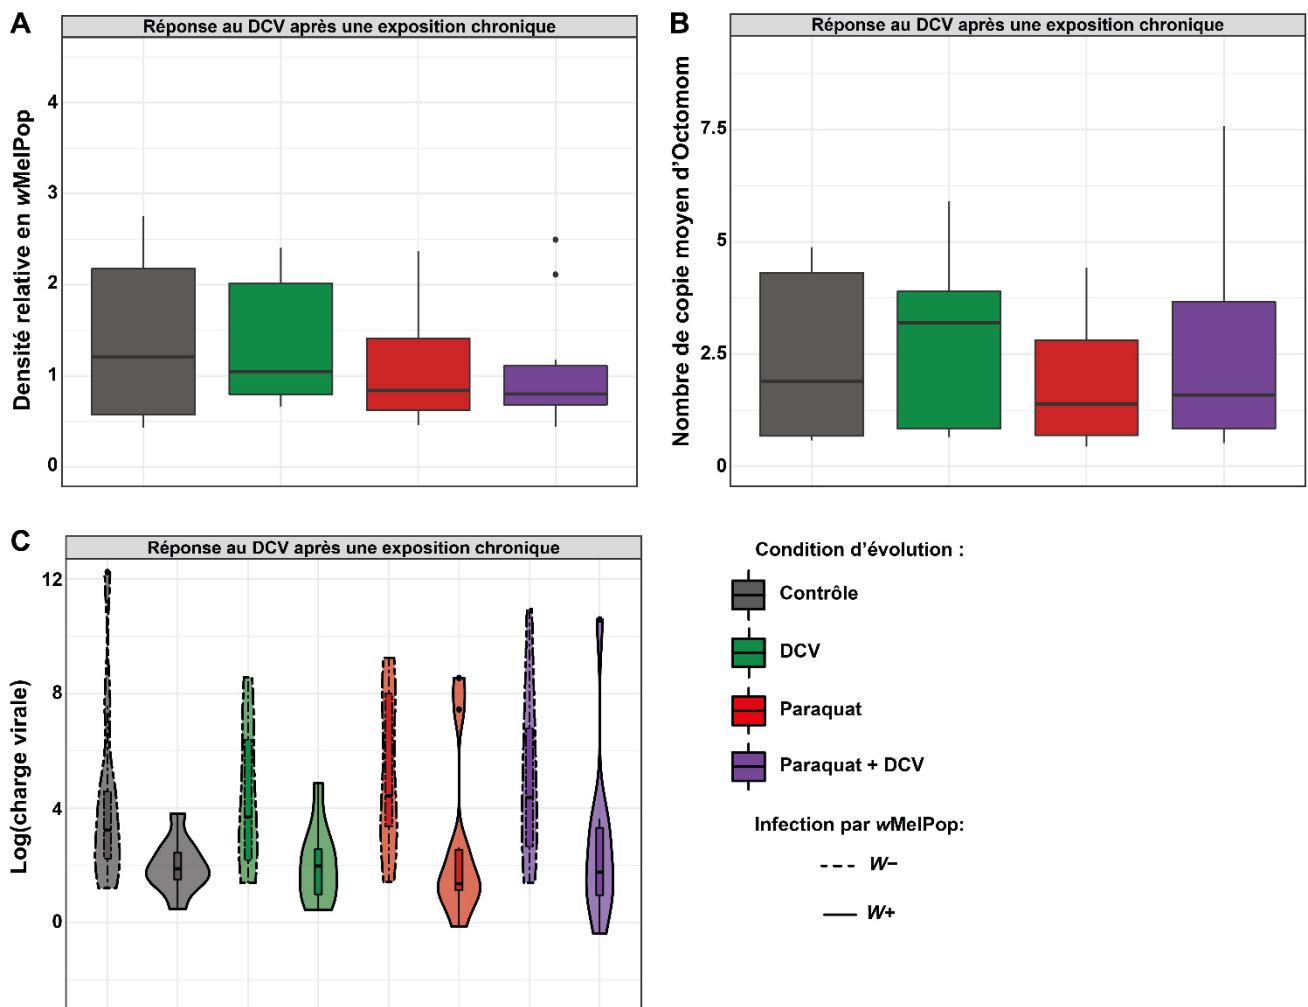 A
Réponse au DCV après une exposition chronique
Densité relative en wMelPop
4
3
2
1
0
B
Réponse au DCV après une exposition chronique
Nombre de copie moyen d'Octomom
7.5
5
2.5
0
C
Réponse au DCV après une exposition chronique
Log(charge virale)
12
8
4
0
Condition d'évolution :
Contrôle
DCV
Paraquat
Paraquat + DCV
Infection par wMelPop:
W−
W+